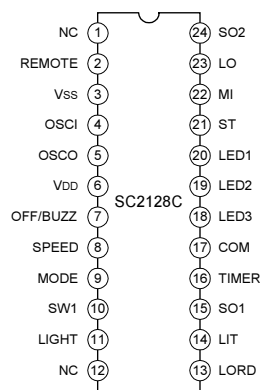 NC 1 24 SO2
REMOTE 2 23 LO
VSS 3 22 MI
OSCI 4 21 ST
OSCO 5 20 LED1
VDD 6 19 LED2
SC2128C
OFF/BUZZ 7 18 LED3
SPEED 8 17 COM
MODE 9 16 TIMER
SW1 10 15 SO1
LIGHT 11 14 LIT
NC 12 13 LORD